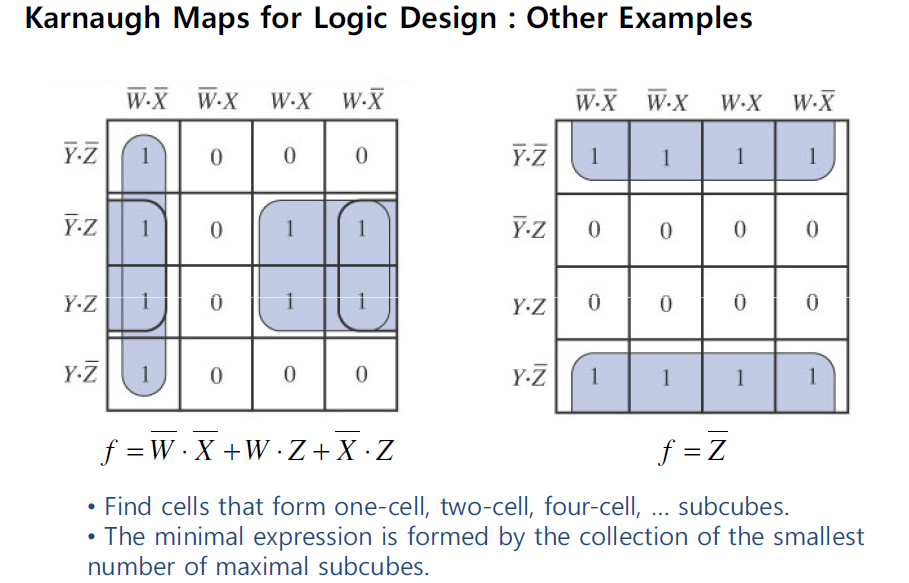 Karnaugh Maps for Logic Design : Other Examples
W̅·X̅ W̅·X W·X W·X̅
Y̅·Z̅ 1 0 0 0
Y̅·Z 1 0 1 1
Y·Z 1 0 1 1
Y·Z̅ 1 0 0 0
f = W̅ · X̅ + W · Z + X̅ · Z
W̅·X̅ W̅·X W·X W·X̅
Y̅·Z̅ 1 1 1 1
Y̅·Z 0 0 0 0
Y·Z 0 0 0 0
Y·Z̅ 1 1 1 1
f = Z̅
• Find cells that form one-cell, two-cell, four-cell, ... subcubes.
• The minimal expression is formed by the collection of the smallest
number of maximal subcubes.